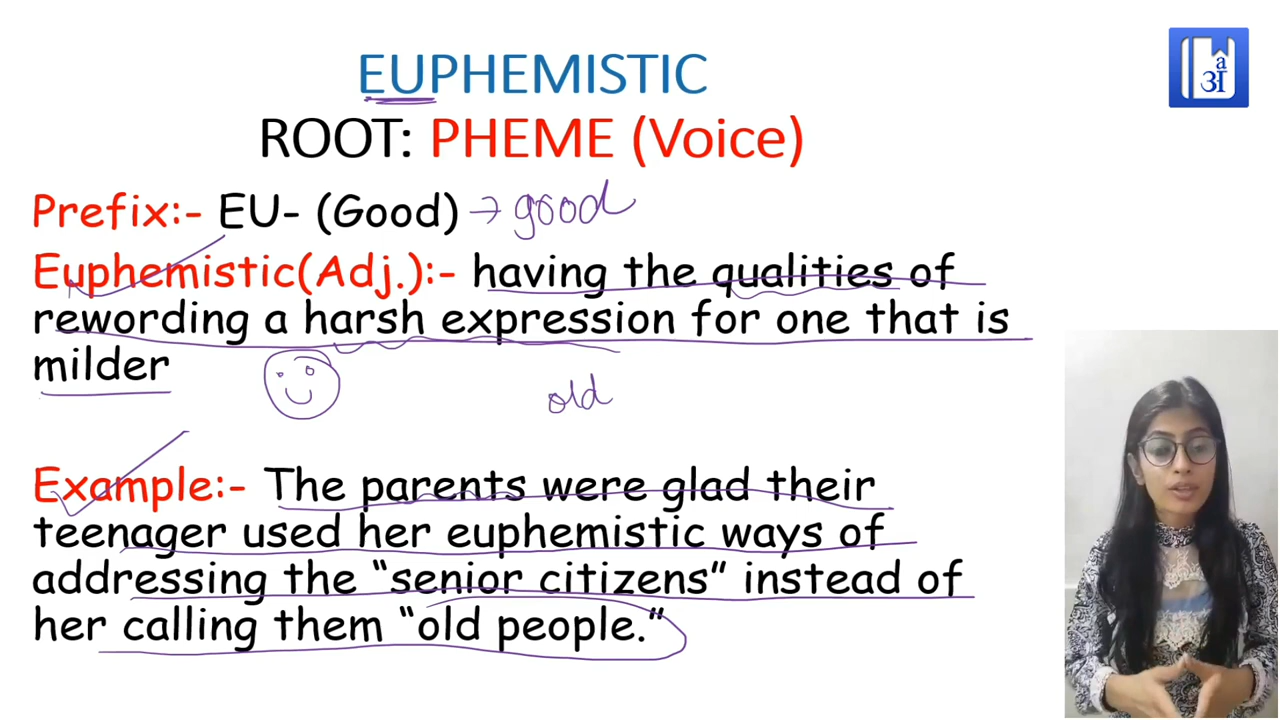 EUPHEMISTIC
a
अ
ROOT: PHEME (Voice)
Prefix:- EU- (Good) → good
Euphemistic(Adj.):- having the qualities of
rewording a harsh expression for one that is
milder
old
Example:- The parents were glad their
teenager used her euphemistic ways of
addressing the “senior citizens” instead of
her calling them “old people.”